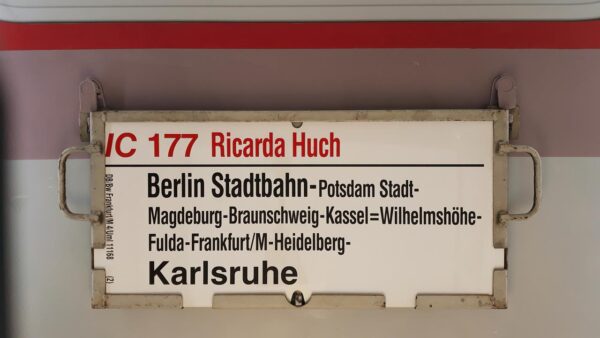 IC 177 Ricarda Huch
Berlin Stadtbahn-Potsdam Stadt-
Magdeburg-Braunschweig-Kassel=Wilhelmshöhe-
Fulda-Frankfurt/M-Heidelberg-
Karlsruhe